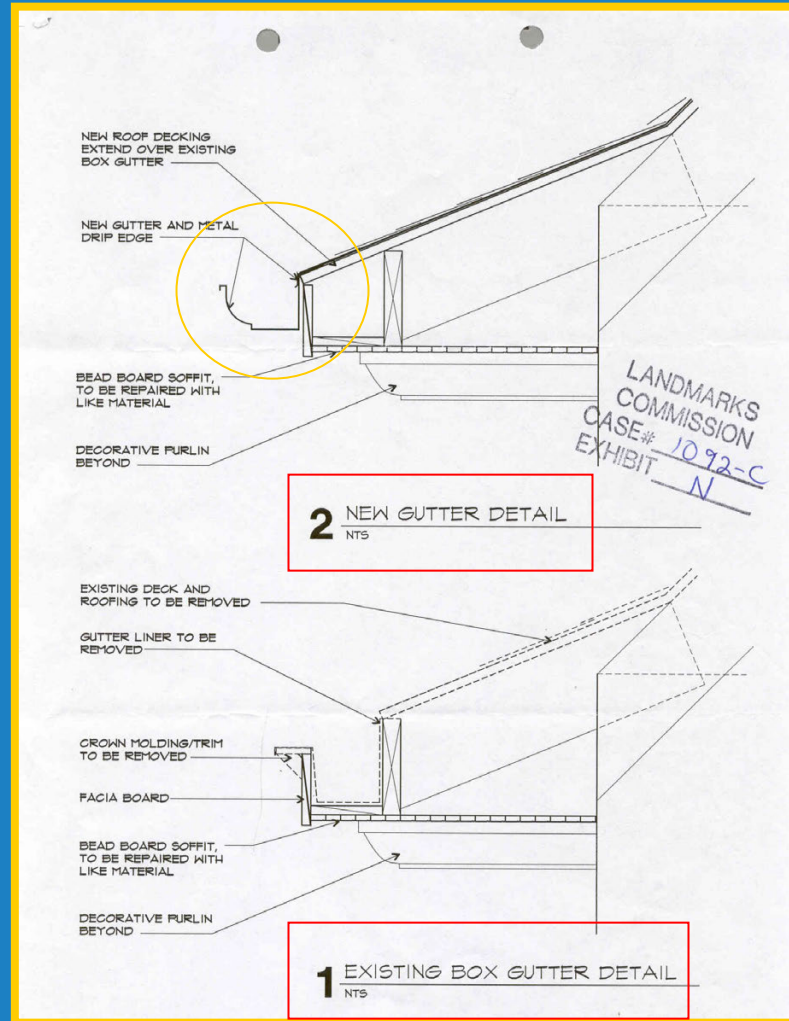 NEW ROOF DECKING
EXTEND OVER EXISTING
BOX GUTTER
NEW GUTTER AND METAL
DRIP EDGE
BEAD BOARD SOFFIT,
TO BE REPAIRED WITH
LIKE MATERIAL
DECORATIVE PURLIN
BEYOND
LANDMARKS
COMMISSION
CASE# 1092-C
EXHIBIT N
2 NEW GUTTER DETAIL
NTS
EXISTING DECK AND
ROOFING TO BE REMOVED
GUTTER LINER TO BE
REMOVED
CROWN MOLDING/TRIM
TO BE REMOVED
FACIA BOARD
BEAD BOARD SOFFIT,
TO BE REPAIRED WITH
LIKE MATERIAL
DECORATIVE PURLIN
BEYOND
1 EXISTING BOX GUTTER DETAIL
NTS